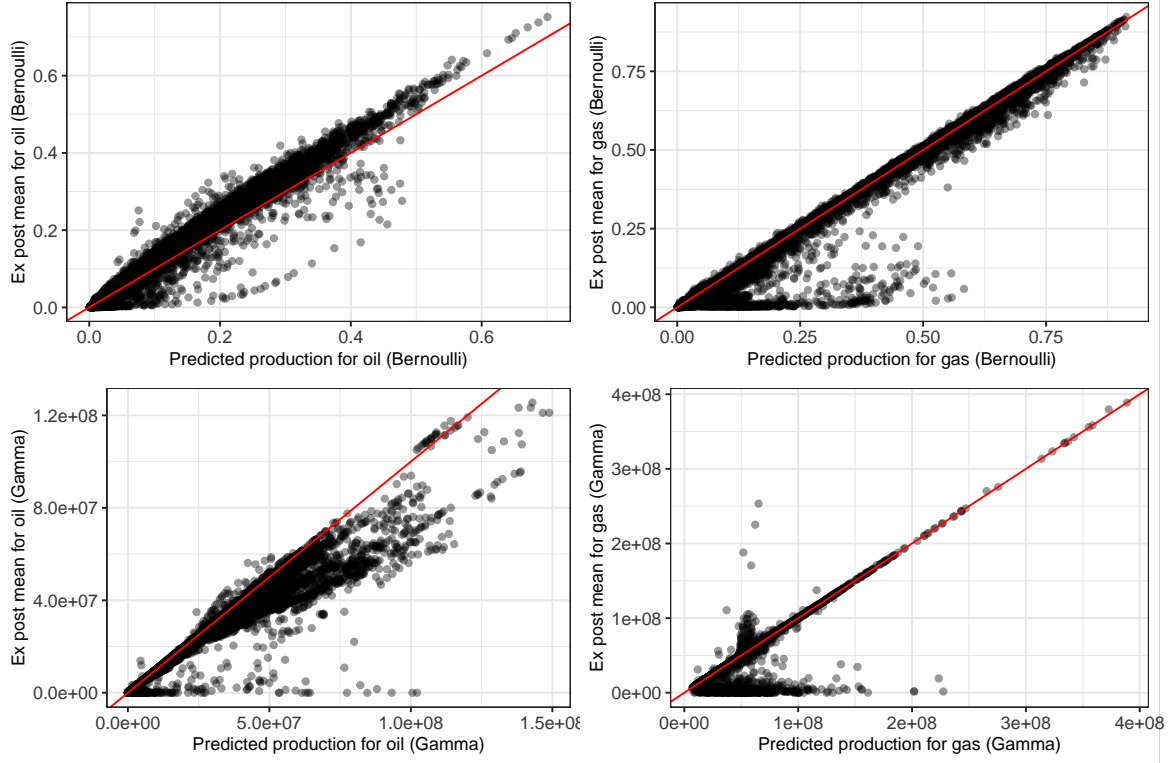 Ex post mean for oil (Bernoulli)
0.6
0.4
0.2
0.0
0.0
0.2
0.4
0.6
Predicted production for oil (Bernoulli)
Ex post mean for gas (Bernoulli)
0.75
0.50
0.25
0.00
0.00
0.25
0.50
0.75
Predicted production for gas (Bernoulli)
Ex post mean for oil (Gamma)
1.2e+08
8.0e+07
4.0e+07
0.0e+00
0.0e+00
5.0e+07
1.0e+08
1.5e+08
Predicted production for oil (Gamma)
Ex post mean for gas (Gamma)
4e+08
3e+08
2e+08
1e+08
0e+00
0e+00
1e+08
2e+08
3e+08
4e+08
Predicted production for gas (Gamma)